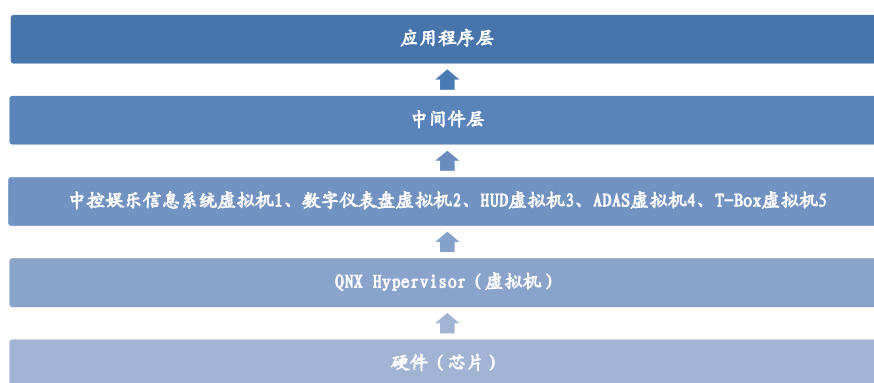 应用程序层
中间件层
中控娱乐信息系统虚拟机1、数字仪表盘虚拟机2、HUD虚拟机3、ADAS虚拟机4、T-Box虚拟机5
QNX Hypervisor（虚拟机）
硬件（芯片）